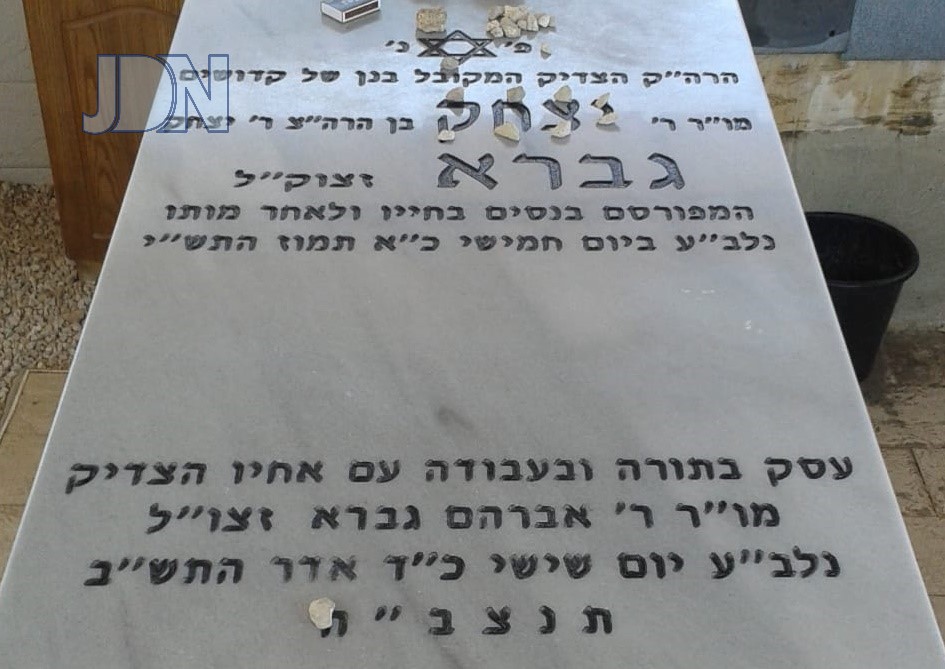 JDN
פ" נ'
הרה"ק הצדיק המקובל בנן של קדושים
מו"ר ר' יצחק בן הרה"צ ר' יצחק
גברא זצוק"ל
המפורסם בנסים בחייו ולאחר מותו
נלב"ע ביום חמישי כ"א תמוז התש"י
עסק בתורה ובעבודה עם אחיו הצדיק
מו"ר ר' אברהם גברא זצו"ל
נלב"ע יום שישי כ"ד אדר התש"ב
ת נ צ ב " ה